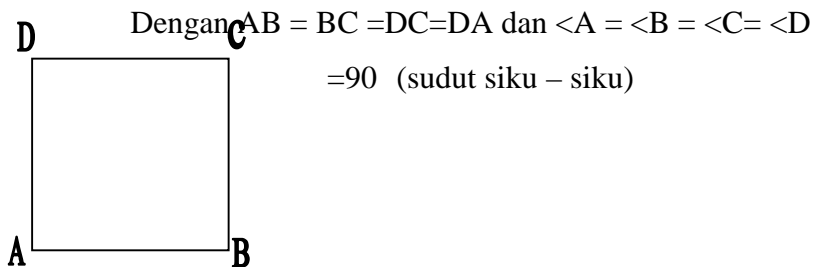 Dengan AB = BC =DC=DA dan <A = <B = <C= <D
=90 (sudut siku – siku)
D C
A B